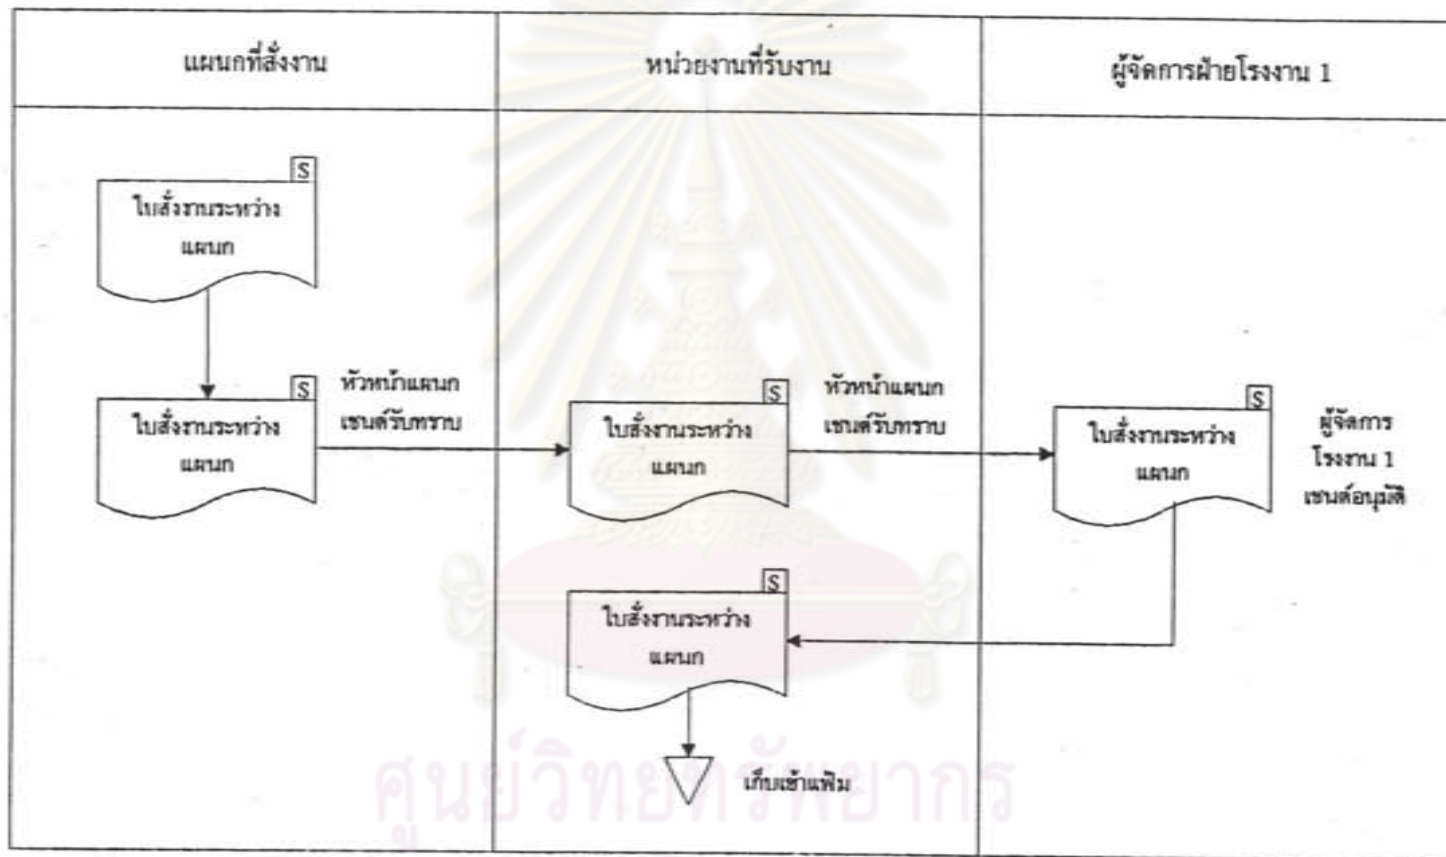 แผนกที่สั่งงาน
หน่วยงานที่รับงาน
ผู้จัดการฝ่ายโรงงาน 1
S
ใบสั่งงานระหว่าง
แผนก
S
ใบสั่งงานระหว่าง
แผนก
หัวหน้าแผนก
เซนต์รับทราบ
S
ใบสั่งงานระหว่าง
แผนก
หัวหน้าแผนก
เซนต์รับทราบ
S
ใบสั่งงานระหว่าง
แผนก
ผู้จัดการ
โรงงาน 1
เซนต์อนุมัติ
S
ใบสั่งงานระหว่าง
แผนก
เก็บเข้าแฟ้ม
ศูนย์วิทยทรัพยากร